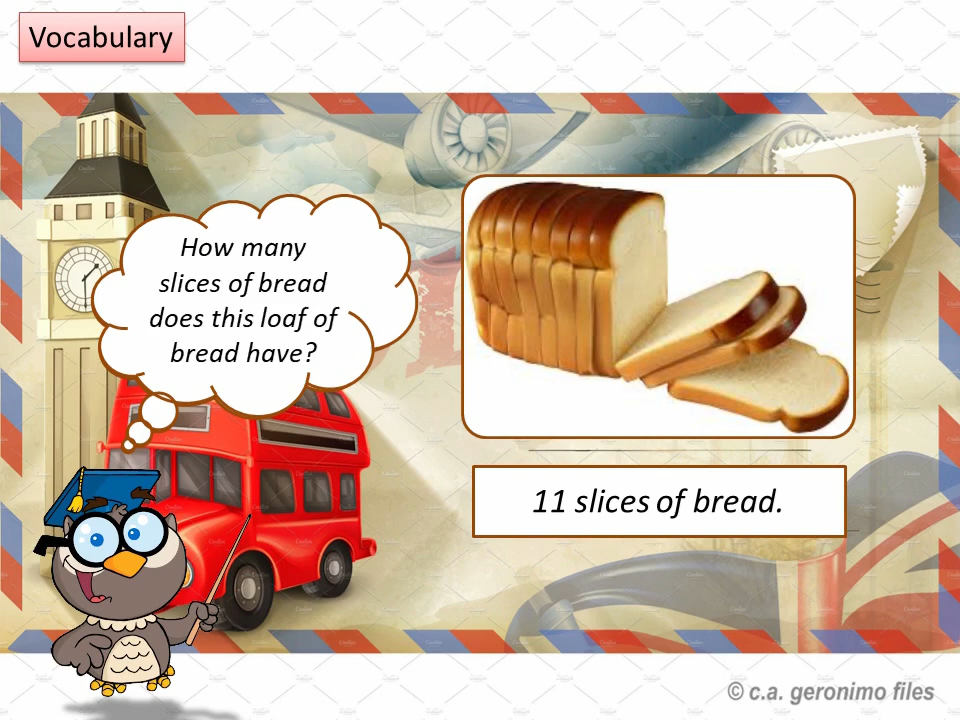 Vocabulary
How many
slices of bread
does this loaf of
bread have?
11 slices of bread.
© c.a. geronimo files